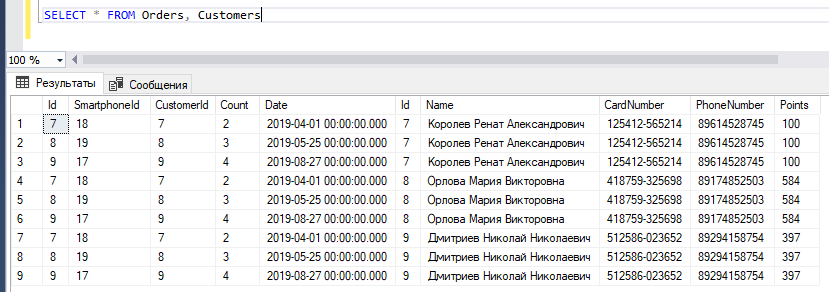 SELECT * FROM Orders, Customers
100 %
Результаты Сообщения
Id SmartphoneId CustomerId Count Date Id Name CardNumber PhoneNumber Points
1 7 18 7 2 2019-04-01 00:00:00.000 7 Королев Ренат Александрович 125412-565214 89614528745 100
2 8 19 8 3 2019-05-25 00:00:00.000 7 Королев Ренат Александрович 125412-565214 89614528745 100
3 9 17 9 4 2019-08-27 00:00:00.000 7 Королев Ренат Александрович 125412-565214 89614528745 100
4 7 18 7 2 2019-04-01 00:00:00.000 8 Орлова Мария Викторовна 418759-325698 89174852503 584
5 8 19 8 3 2019-05-25 00:00:00.000 8 Орлова Мария Викторовна 418759-325698 89174852503 584
6 9 17 9 4 2019-08-27 00:00:00.000 8 Орлова Мария Викторовна 418759-325698 89174852503 584
7 7 18 7 2 2019-04-01 00:00:00.000 9 Дмитриев Николай Николаевич 512586-023652 89294158754 397
8 8 19 8 3 2019-05-25 00:00:00.000 9 Дмитриев Николай Николаевич 512586-023652 89294158754 397
9 9 17 9 4 2019-08-27 00:00:00.000 9 Дмитриев Николай Николаевич 512586-023652 89294158754 397